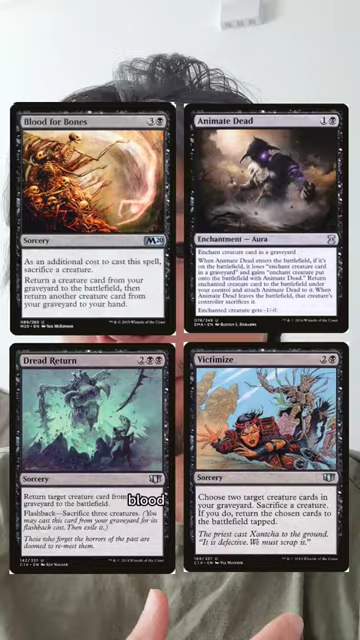 Blood for Bones 3
Sorcery M20
As an additional cost to cast this spell,
sacrifice a creature.
Return a creature card from your
graveyard to the battlefield, then
return another creature card from
your graveyard to your hand.
Animate Dead 1
Enchantment — Aura
Enchant creature card in a graveyard
When Animate Dead enters the battlefield, if it's
on the battlefield, it loses "enchant creature card
in a graveyard" and gains "enchant creature put onto
the battlefield with Animate Dead." Return
enchanted creature card to the battlefield under
your control and attach Animate Dead to it. When
Animate Dead leaves the battlefield, that creature's
controller sacrifices it.
Enchanted creature gets -1/-0.
Dread Return 2
Sorcery
Return target creature card from
graveyard to the battlefield.
blood
Flashback—Sacrifice three creatures. (You
may cast this card from your graveyard for its
flashback cost. Then exile it.)
Those who forget the horrors of the past are
doomed to re-meet them.
Victimize 2
Sorcery
Choose two target creature cards in
your graveyard. Sacrifice a creature.
If you do, return the chosen cards to
the battlefield tapped.
The priest cast Xantcha to the ground.
"It is defective. We must scrap it."